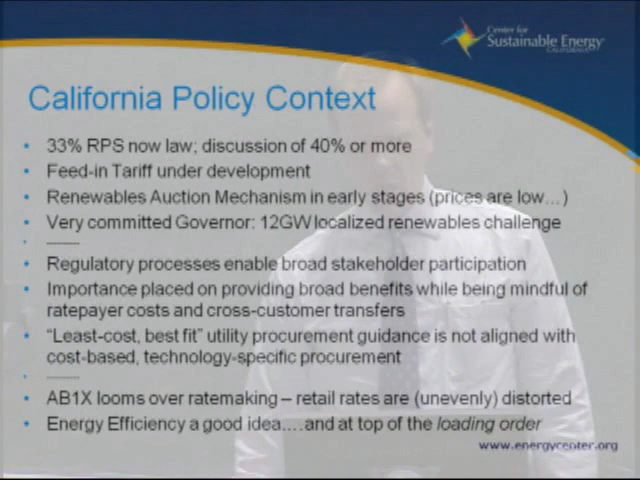 Center for
Sustainable Energy
CALIFORNIA
California Policy Context
• 33% RPS now law; discussion of 40% or more
• Feed-in Tariff under development
• Renewables Auction Mechanism in early stages (prices are low…)
• Very committed Governor: 12GW localized renewables challenge
• ------
• Regulatory processes enable broad stakeholder participation
• Importance placed on providing broad benefits while being mindful of
ratepayer costs and cross-customer transfers
• “Least-cost, best fit” utility procurement guidance is not aligned with
cost-based, technology-specific procurement
• ------
• AB1X looms over ratemaking – retail rates are (unevenly) distorted
• Energy Efficiency a good idea….and at top of the loading order
www.energycenter.org